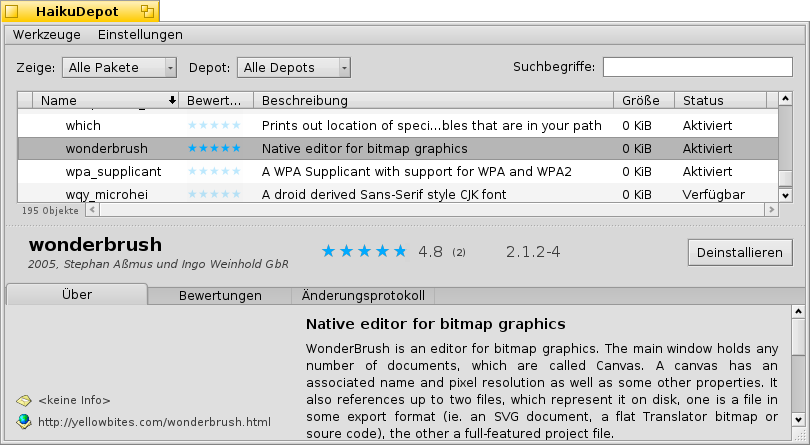 HaikuDepot
Werkzeuge Einstellungen
Zeige: Alle Pakete Depot: Alle Depots Suchbegriffe:
Name Bewert... Beschreibung Größe Status
which Prints out location of speci...bles that are in your path 0 KiB Aktiviert
wonderbrush Native editor for bitmap graphics 0 KiB Aktiviert
wpa_supplicant A WPA Supplicant with support for WPA and WPA2 0 KiB Aktiviert
wqy_microhei A droid derived Sans-Serif style CJK font 0 KiB Verfügbar
195 Objekte
wonderbrush 4.8 (2) 2.1.2-4 Deinstallieren
2005, Stephan Aßmus und Ingo Weinhold GbR
Über Bewertungen Änderungsprotokoll
Native editor for bitmap graphics
WonderBrush is an editor for bitmap graphics. The main window holds any
number of documents, which are called Canvas. A canvas has an
associated name and pixel resolution as well as some other properties. It
also references up to two files, which represent it on disk, one is a file in
some export format (ie. an SVG document, a flat Translator bitmap or
soure code), the other a full-featured project file.
<keine Info>
http://yellowbites.com/wonderbrush.html